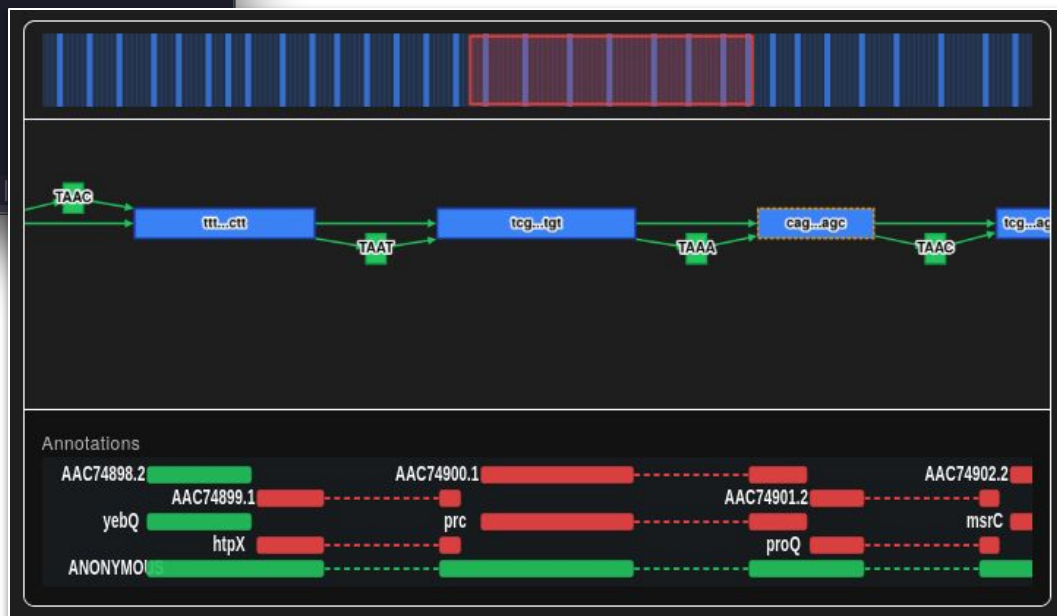 TAAC
ttt...ctt
tcg...tgt
cag...agc
tcg...ag
TAAT
TAAA
TAAC
Annotations
AAC74898.2
AAC74900.1
AAC74902.2
AAC74899.1
AAC74901.2
yebQ
prc
msrC
htpX
proQ
ANONYMOUS